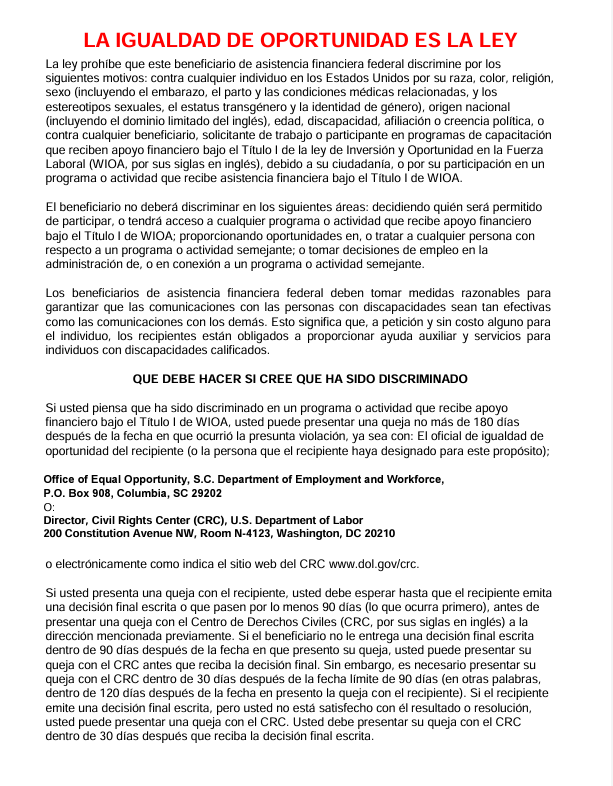 LA IGUALDAD DE OPORTUNIDAD ES LA LEY
La ley prohíbe que este beneficiario de asistencia financiera federal discrimine por los
siguientes motivos: contra cualquier individuo en los Estados Unidos por su raza, color, religión,
sexo (incluyendo el embarazo, el parto y las condiciones médicas relacionadas, y los
estereotipos sexuales, el estatus transgénero y la identidad de género), origen nacional
(incluyendo el dominio limitado del inglés), edad, discapacidad, afiliación o creencia política, o
contra cualquier beneficiario, solicitante de trabajo o participante en programas de capacitación
que reciben apoyo financiero bajo el Título I de la ley de Inversión y Oportunidad en la Fuerza
Laboral (WIOA, por sus siglas en inglés), debido a su ciudadanía, o por su participación en un
programa o actividad que recibe asistencia financiera bajo el Título I de WIOA.
El beneficiario no deberá discriminar en los siguientes áreas: decidiendo quién será permitido
de participar, o tendrá acceso a cualquier programa o actividad que recibe apoyo financiero
bajo el Título I de WIOA; proporcionando oportunidades en, o tratar a cualquier persona con
respecto a un programa o actividad semejante; o tomar decisiones de empleo en la
administración de, o en conexión a un programa o actividad semejante.
Los beneficiarios de asistencia financiera federal deben tomar medidas razonables para
garantizar que las comunicaciones con las personas con discapacidades sean tan efectivas
como las comunicaciones con los demás. Esto significa que, a petición y sin costo alguno para
el individuo, los recipientes están obligados a proporcionar ayuda auxiliar y servicios para
individuos con discapacidades calificados.
QUE DEBE HACER SI CREE QUE HA SIDO DISCRIMINADO
Si usted piensa que ha sido discriminado en un programa o actividad que recibe apoyo
financiero bajo el Título I de WIOA, usted puede presentar una queja no más de 180 días
después de la fecha en que ocurrió la presunta violación, ya sea con: El oficial de igualdad de
oportunidad del recipiente (o la persona que el recipiente haya designado para este propósito);
Office of Equal Opportunity, S.C. Department of Employment and Workforce,
P.O. Box 908, Columbia, SC 29202
O:
Director, Civil Rights Center (CRC), U.S. Department of Labor
200 Constitution Avenue NW, Room N-4123, Washington, DC 20210
o electrónicamente como indica el sitio web del CRC www.dol.gov/crc.
Si usted presenta una queja con el recipiente, usted debe esperar hasta que el recipiente emita
una decisión final escrita o que pasen por lo menos 90 días (lo que ocurra primero), antes de
presentar una queja con el Centro de Derechos Civiles (CRC, por sus siglas en inglés) a la
dirección mencionada previamente. Si el beneficiario no le entrega una decisión final escrita
dentro de 90 días después de la fecha en que presento su queja, usted puede presentar su
queja con el CRC antes que reciba la decisión final. Sin embargo, es necesario presentar su
queja con el CRC dentro de 30 días después de la fecha límite de 90 días (en otras palabras,
dentro de 120 días después de la fecha en presento la queja con el recipiente). Si el recipiente
emite una decisión final escrita, pero usted no está satisfecho con él resultado o resolución,
usted puede presentar una queja con el CRC. Usted debe presentar su queja con el CRC
dentro de 30 días después que reciba la decisión final escrita.